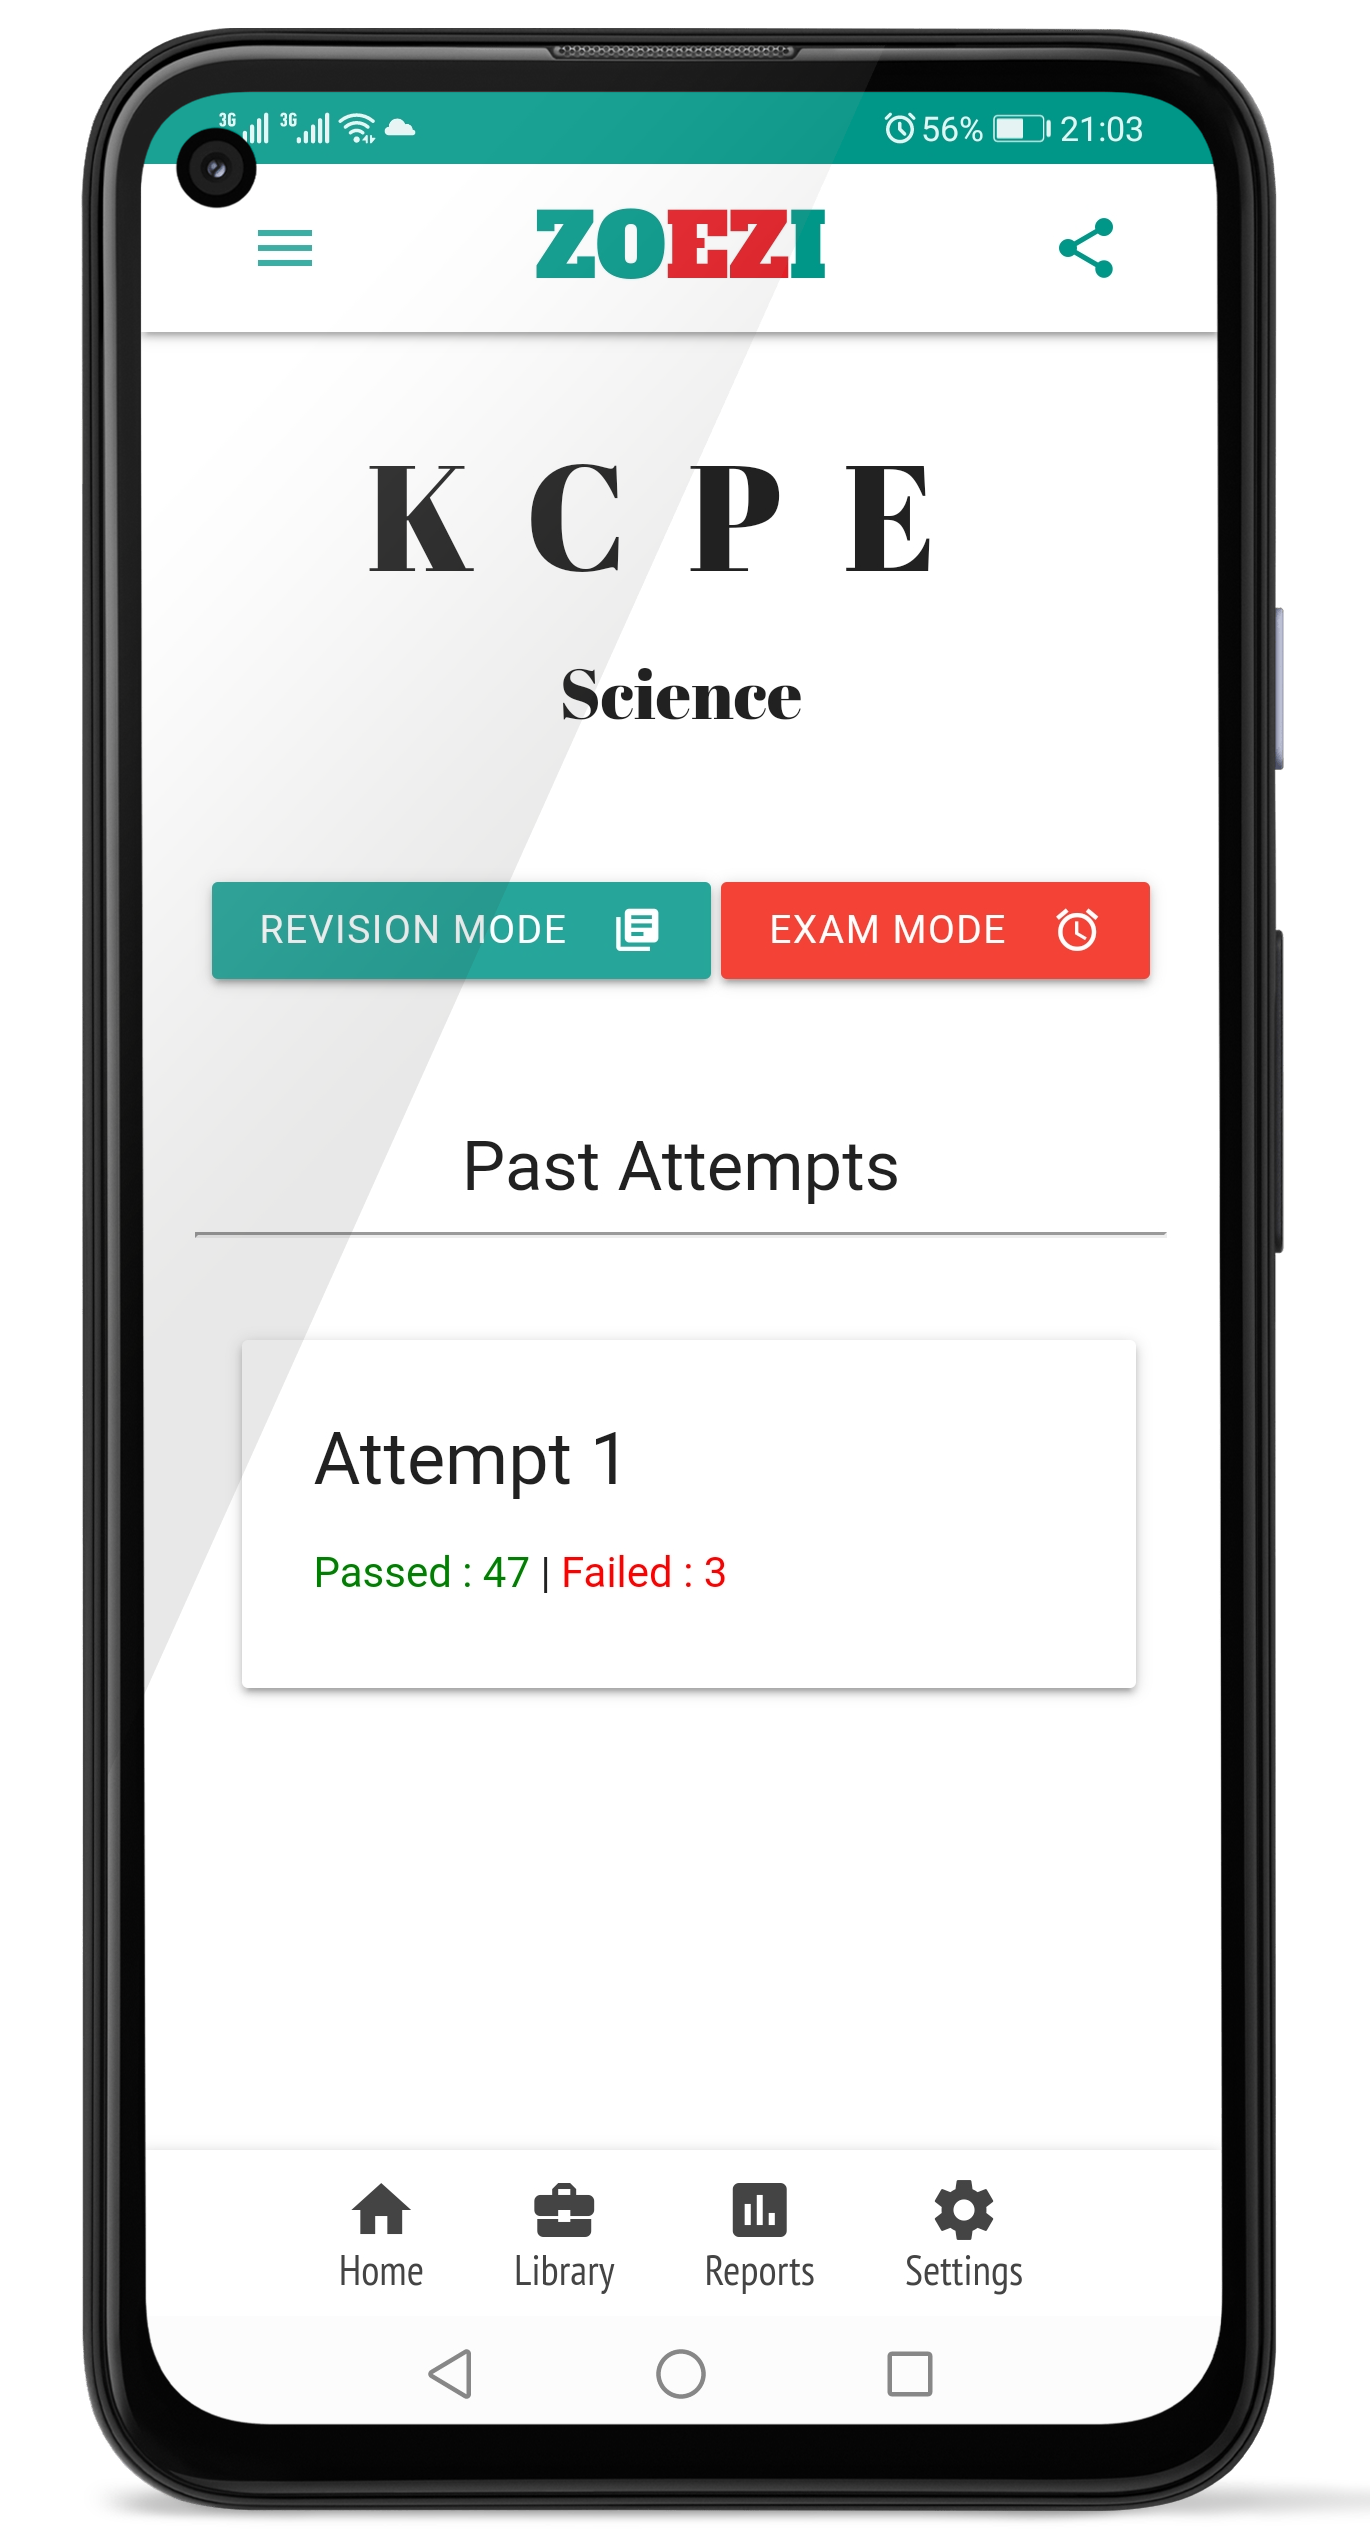 3G 3G 56% 21:03
ZOEZI
K C P E
Science
REVISION MODE EXAM MODE
Past Attempts
Attempt 1
Passed : 47 | Failed : 3
Home Library Reports Settings